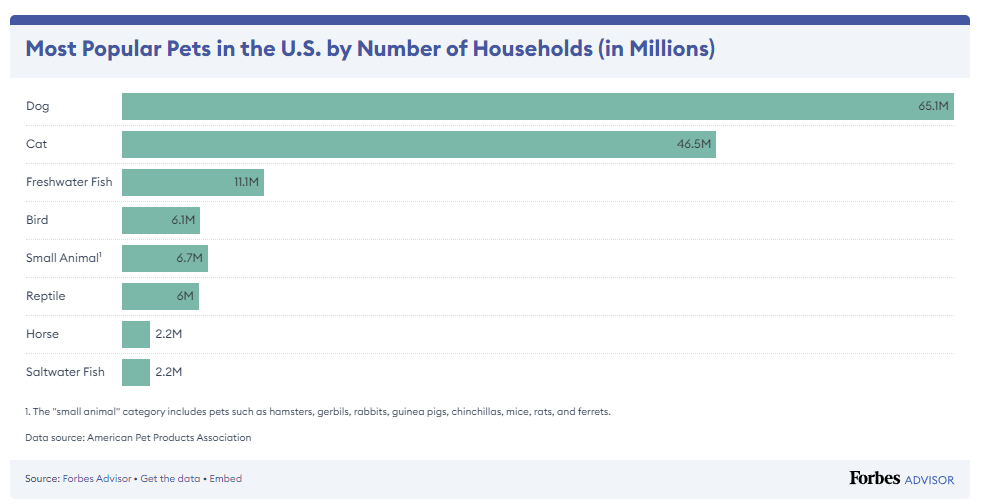 Most Popular Pets in the U.S. by Number of Households (in Millions)
Dog 65.1M
Cat 46.5M
Freshwater Fish 11.1M
Bird 6.1M
Small Animal¹ 6.7M
Reptile 6M
Horse 2.2M
Saltwater Fish 2.2M
1. The "small animal" category includes pets such as hamsters, gerbils, rabbits, guinea pigs, chinchillas, mice, rats, and ferrets.
Data source: American Pet Products Association
Source: Forbes Advisor • Get the data • Embed Forbes ADVISOR